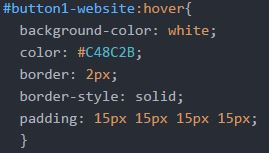 #button1-website:hover{
background-color: white;
color: #C48C2B;
border: 2px;
border-style: solid;
padding: 15px 15px 15px 15px;
}